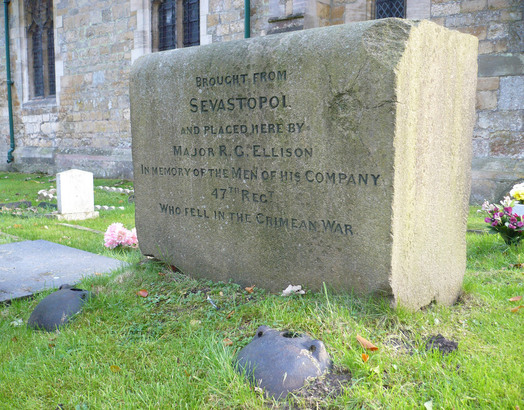 BROUGHT FROM
SEVASTOPOL
AND PLACED HERE BY
MAJOR R.G. ELLISON
IN MEMORY OF THE MEN OF HIS COMPANY
47TH REGT
WHO FELL IN THE CRIMEAN WAR.